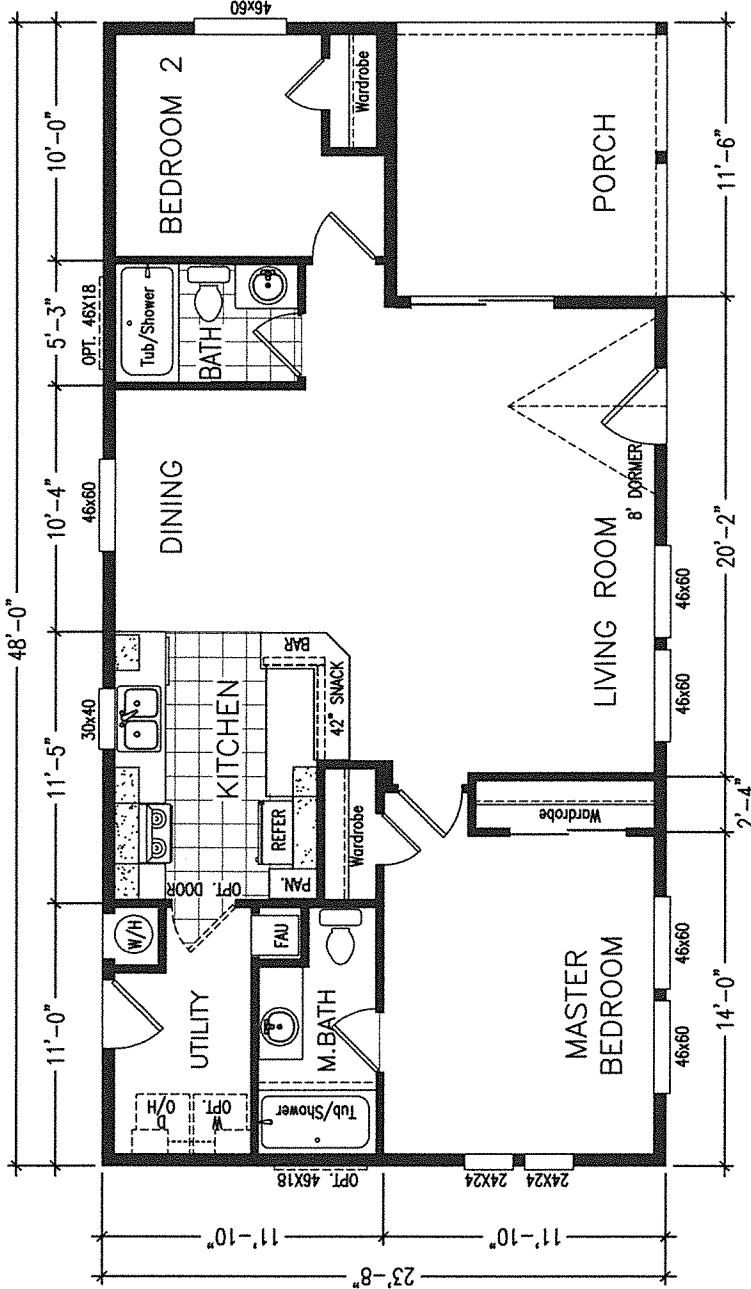 48'-0"
11'-0"
11'-5"
10'-4"
5'-3"
10'-0"
30x40
46x60
OPT. 46X18
46x60
W/H
D
O/H
W
OPT.
UTILITY
OPT. DOOR
KITCHEN
REFER
PAN.
FAU
BAR
42" SNACK
DINING
Tub/Shower
BATH
BEDROOM 2
Wardrobe
OPT. 46X18
Tub/Shower
M.BATH
Wardrobe
MASTER
BEDROOM
Wardrobe
LIVING ROOM
8' DORMER
PORCH
24X24
24X24
46x60
46x60
46x60
46x60
14'-0"
2'-4"
20'-2"
11'-6"
11'-10"
11'-10"
23'-8"